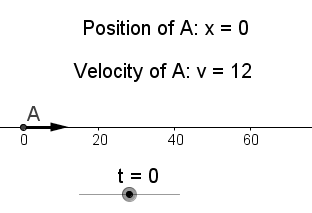 Position of A: x = 0
Velocity of A: v = 12
A
0 20 40 60
t = 0